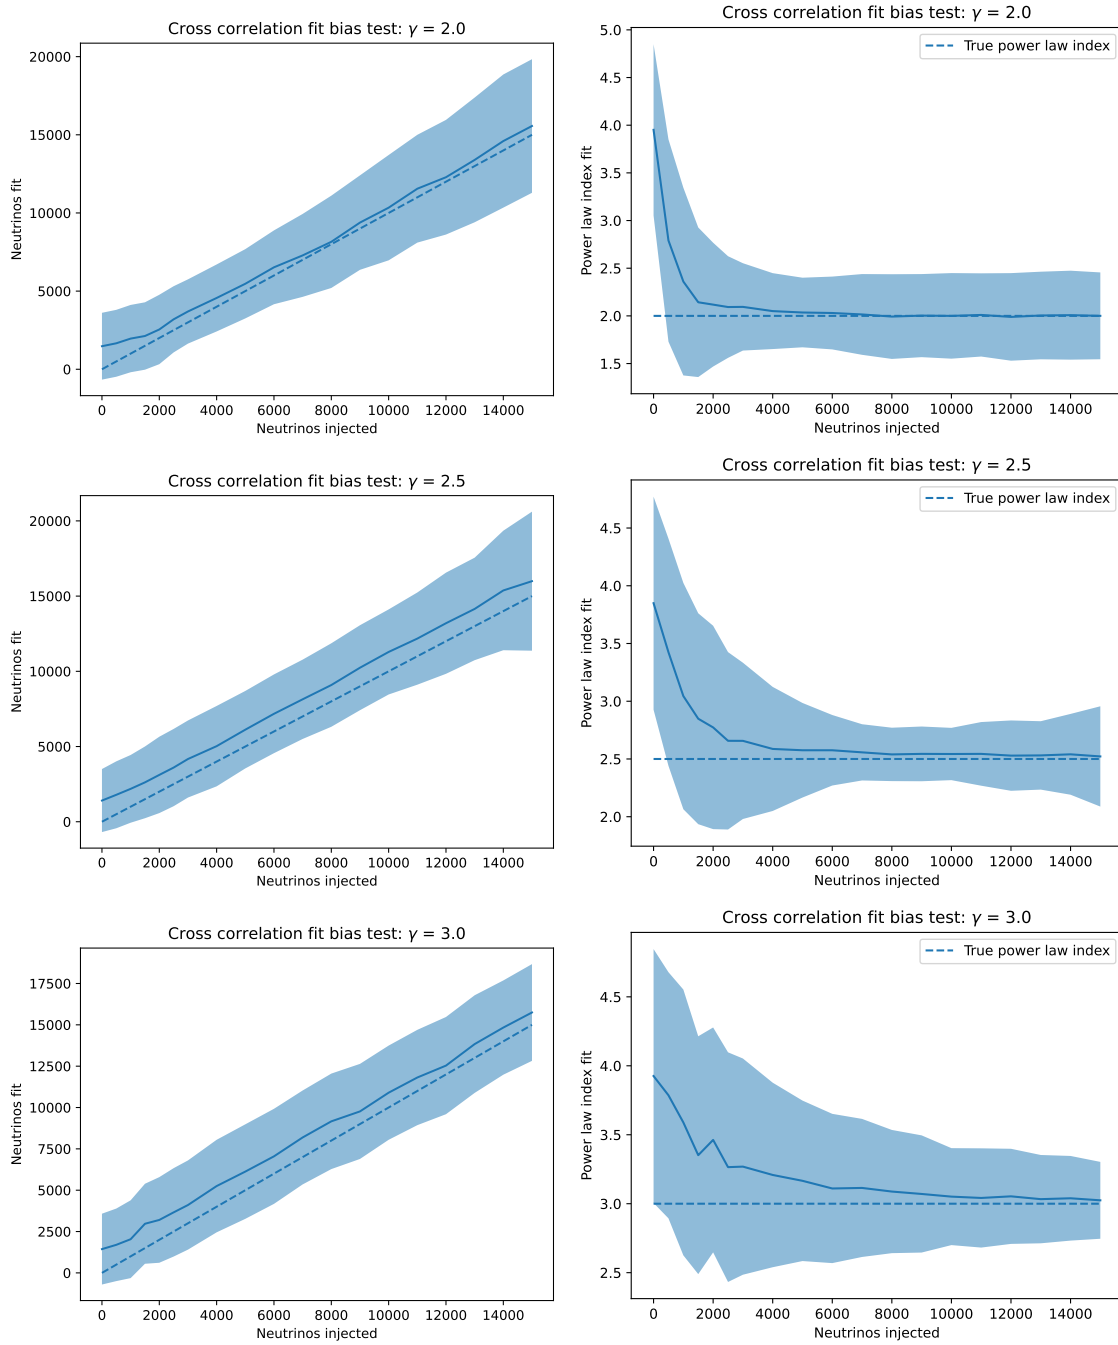 Cross correlation fit bias test: γ = 2.0
20000
15000
10000
5000
0
Neutrinos fit
0 2000 4000 6000 8000 10000 12000 14000
Neutrinos injected
Cross correlation fit bias test: γ = 2.0
True power law index
5.0
4.5
4.0
3.5
3.0
2.5
2.0
1.5
Power law index fit
0 2000 4000 6000 8000 10000 12000 14000
Neutrinos injected
Cross correlation fit bias test: γ = 2.5
20000
15000
10000
5000
0
Neutrinos fit
0 2000 4000 6000 8000 10000 12000 14000
Neutrinos injected
Cross correlation fit bias test: γ = 2.5
True power law index
4.5
4.0
3.5
3.0
2.5
2.0
Power law index fit
0 2000 4000 6000 8000 10000 12000 14000
Neutrinos injected
Cross correlation fit bias test: γ = 3.0
17500
15000
12500
10000
7500
5000
2500
0
Neutrinos fit
0 2000 4000 6000 8000 10000 12000 14000
Neutrinos injected
Cross correlation fit bias test: γ = 3.0
True power law index
4.5
4.0
3.5
3.0
2.5
Power law index fit
0 2000 4000 6000 8000 10000 12000 14000
Neutrinos injected